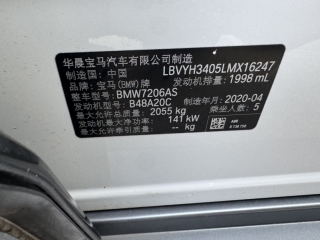 华晨宝马汽车有限公司制造
制造国：中国 LBVYH3405LMX16247
品牌：宝马(BMW)牌 发动机排量：1998 mL
整车型号：BMW7206AS
发动机型号：B48A20C 制造年月：2020-04
最大允许总质量：2055 kg 乘坐人数：5
发动机最大净功率：141 kW
最大允许牵引质量：-- kg